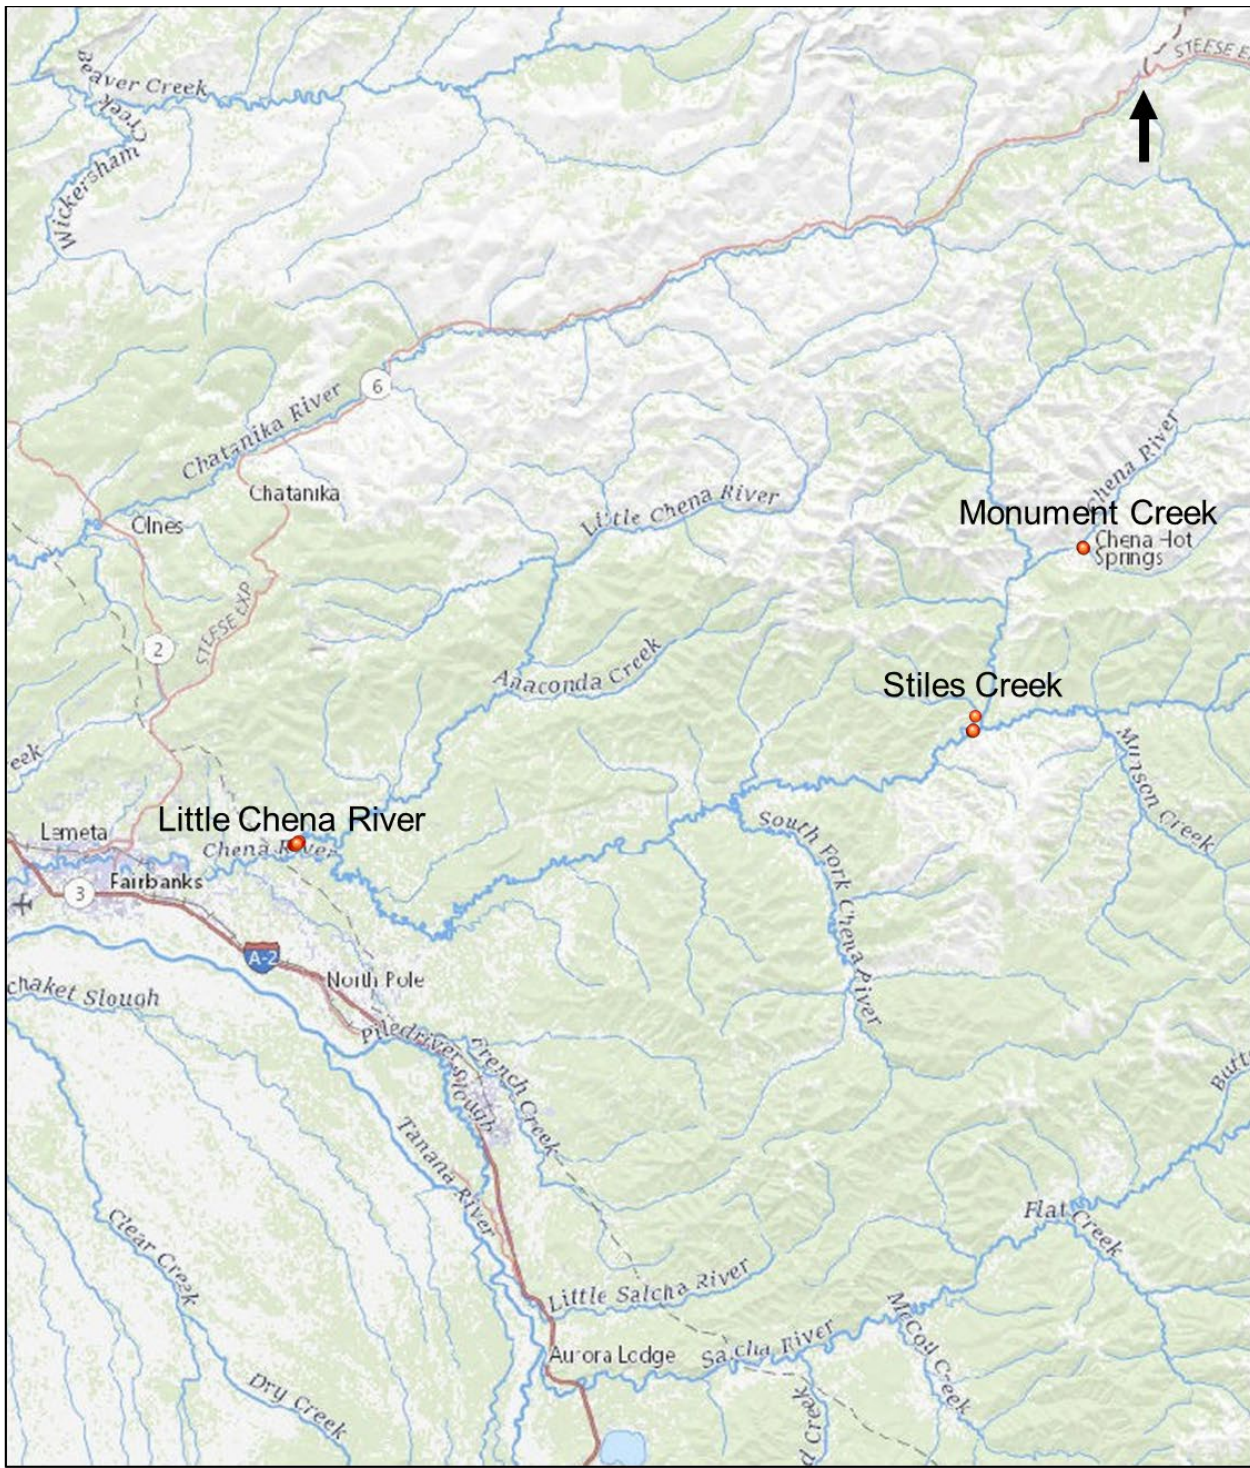 STEESE E
Beaver Creek
Wickersham Creek
6
Chatanika River
Chatanika
Olnes
Little Chena River
Chena River
Monument Creek
Chena Hot
Springs
STEESE EXP
2
Anaconda Creek
Stiles Creek
Munson Creek
eek
Little Chena River
Lemeta
Chena River
South Fork Chena River
Fairbanks
3
A-2
North Pole
chaket Slough
Piledriver Slough
French Creek
Butt
Tanana River
Flat Creek
Clear Creek
Little Salcha River
McCoy Creek
Aurora Lodge
Salcha River
Dry Creek
Creek